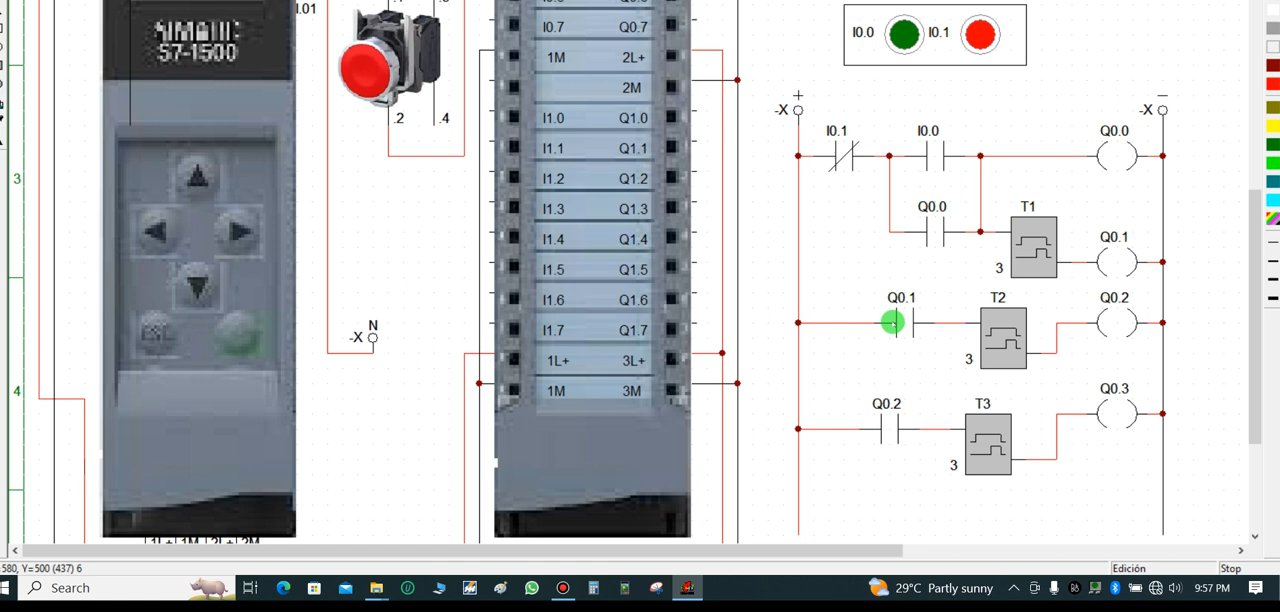 I.01
SIMATIC
S7-1500
ESC
.2
.4
N
-X
I0.7 Q0.7
1M 2L+
2M
I1.0 Q1.0
I1.1 Q1.1
I1.2 Q1.2
I1.3 Q1.3
I1.4 Q1.4
I1.5 Q1.5
I1.6 Q1.6
I1.7 Q1.7
1L+ 3L+
1M 3M
I0.0 I0.1
+ –
-X -X
I0.1 I0.0 Q0.0
Q0.0 T1
3 Q0.1
Q0.1 T2 Q0.2
3
Q0.2 T3 Q0.3
3
3
4
:580, Y=500 (437) 6
Edición
Stop
Search
29°C Partly sunny
9:57 PM